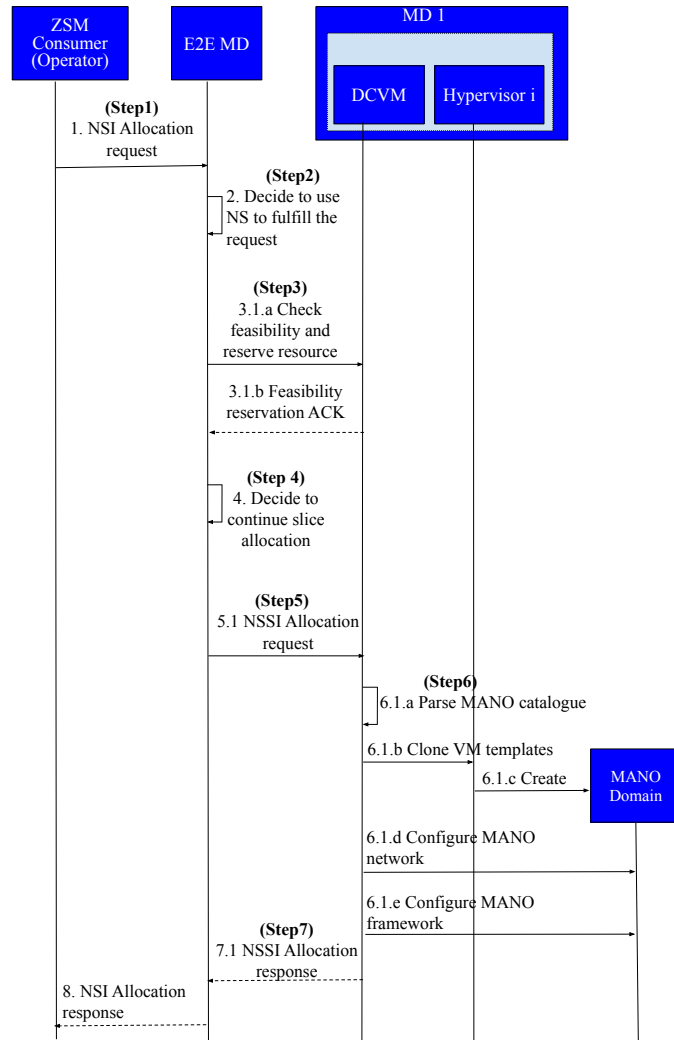 ZSM
Consumer
(Operator)
E2E MD
MD 1
DCVM
Hypervisor i
(Step1)
1. NSI Allocation
request
(Step2)
2. Decide to use
NS to fulfill the
request
(Step3)
3.1.a Check
feasibility and
reserve resource
3.1.b Feasibility
reservation ACK
(Step 4)
4. Decide to
continue slice
allocation
(Step5)
5.1 NSSI Allocation
request
(Step6)
6.1.a Parse MANO catalogue
6.1.b Clone VM templates
6.1.c Create
MANO
Domain
6.1.d Configure MANO
network
6.1.e Configure MANO
framework
(Step7)
7.1 NSSI Allocation
response
8. NSI Allocation
response